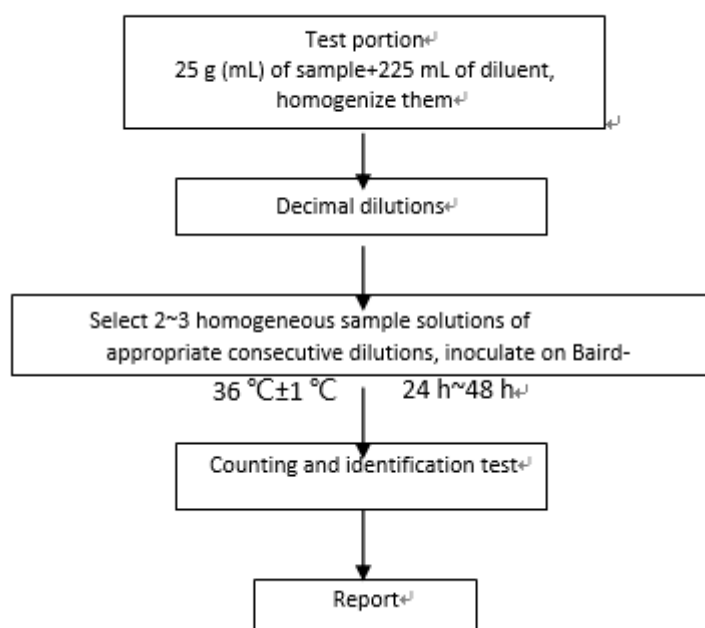 Test portion↵
25 g (mL) of sample+225 mL of diluent,
homogenize them↵
↵
Decimal dilutions↵
Select 2~3 homogeneous sample solutions of
appropriate consecutive dilutions, inoculate on Baird-
36 ℃±1 ℃ 24 h~48 h↵
Counting and identification test↵
Report↵